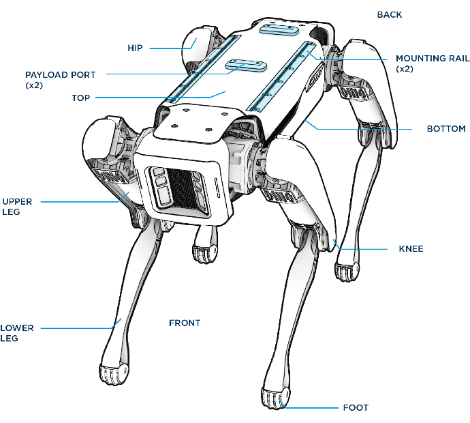 BACK
HIP
MOUNTING RAIL
(x2)
PAYLOAD PORT
(x2)
TOP
BOTTOM
UPPER
LEG
KNEE
FRONT
LOWER
LEG
FOOT